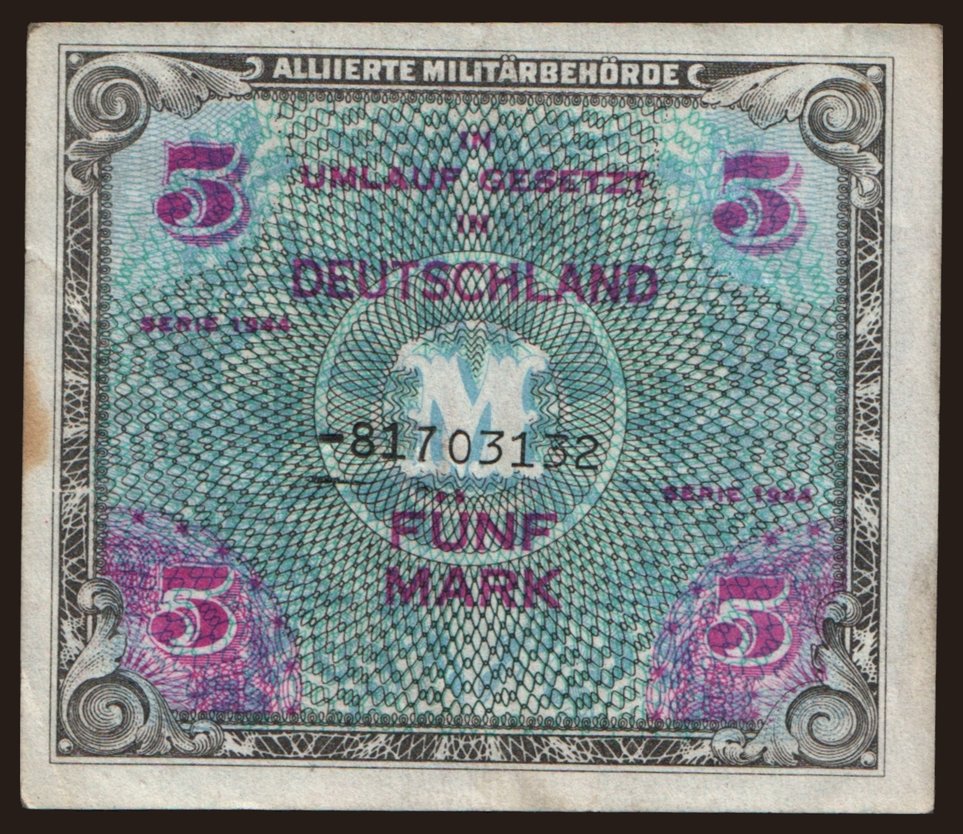 ALLIIERTE MILITÄRBEHÖRDE
5 5
IN
UMLAUF GESETZT
IN
DEUTSCHLAND
SERIE 1944
M
-81703132
SERIE 1944
FÜNF
MARK
5 5